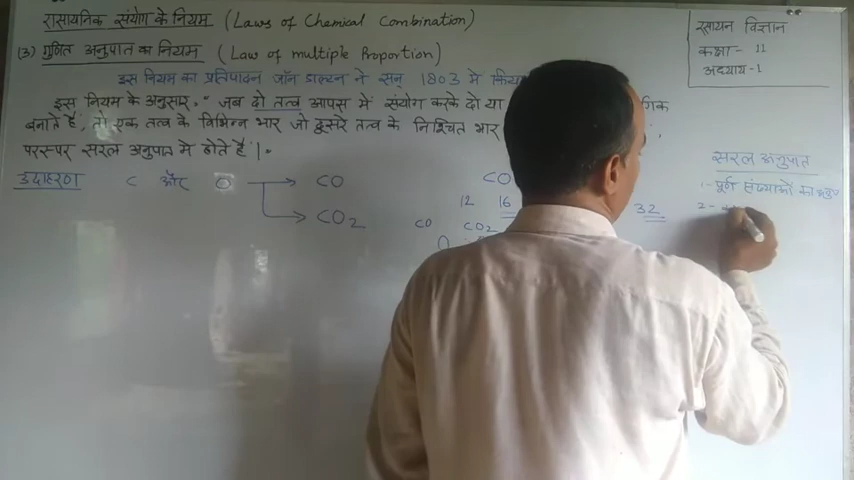 रासायनिक संयोग के नियम (Laws of Chemical Combination)
(3) गुणित अनुपात का नियम (Law of multiple Proportion)
इस नियम का प्रतिपादन जॉन डाल्टन ने सन् 1803 मे
इस नियम के अनुसार "जब दो तत्व आपस में संयोग करके दो या
बनाते हैं, तो एक तत्व के विभिन्न भार जो दूसरे तत्व के निश्चित भार
परस्पर सरल अनुपात मे होते है।"
उदाहरण C और O → CO
CO2
CO
12 16
32
CO CO2
रसायन विज्ञान
कक्षा - 11
अध्याय - 1
सरल अनुपात
1- पूर्ण संख्याओं का
2-